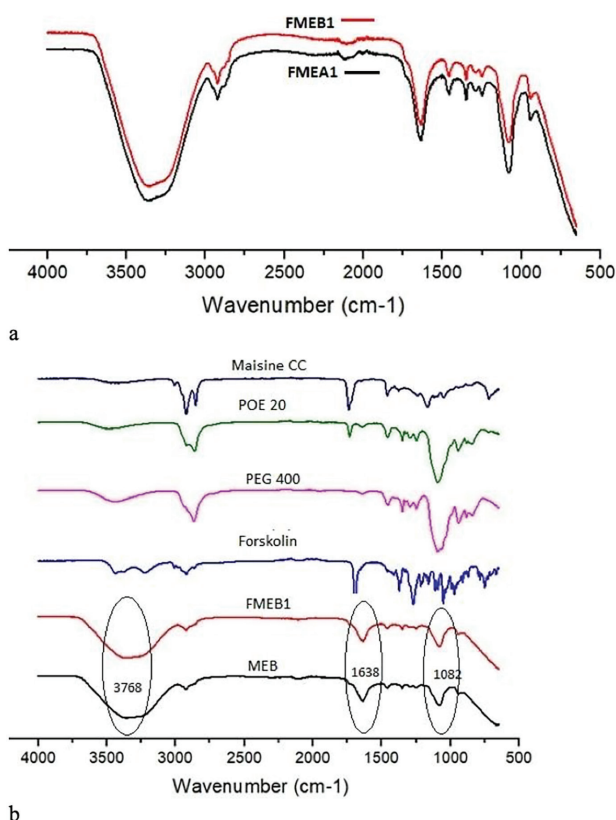 FMEB1
FMEA1
4000 3500 3000 2500 2000 1500 1000 500
Wavenumber (cm-1)
a
Maisine CC
POE 20
PEG 400
Forskolin
FMEB1
MEB
3768 1638 1082
4000 3500 3000 2500 2000 1500 1000 500
Wavenumber (cm-1)
b